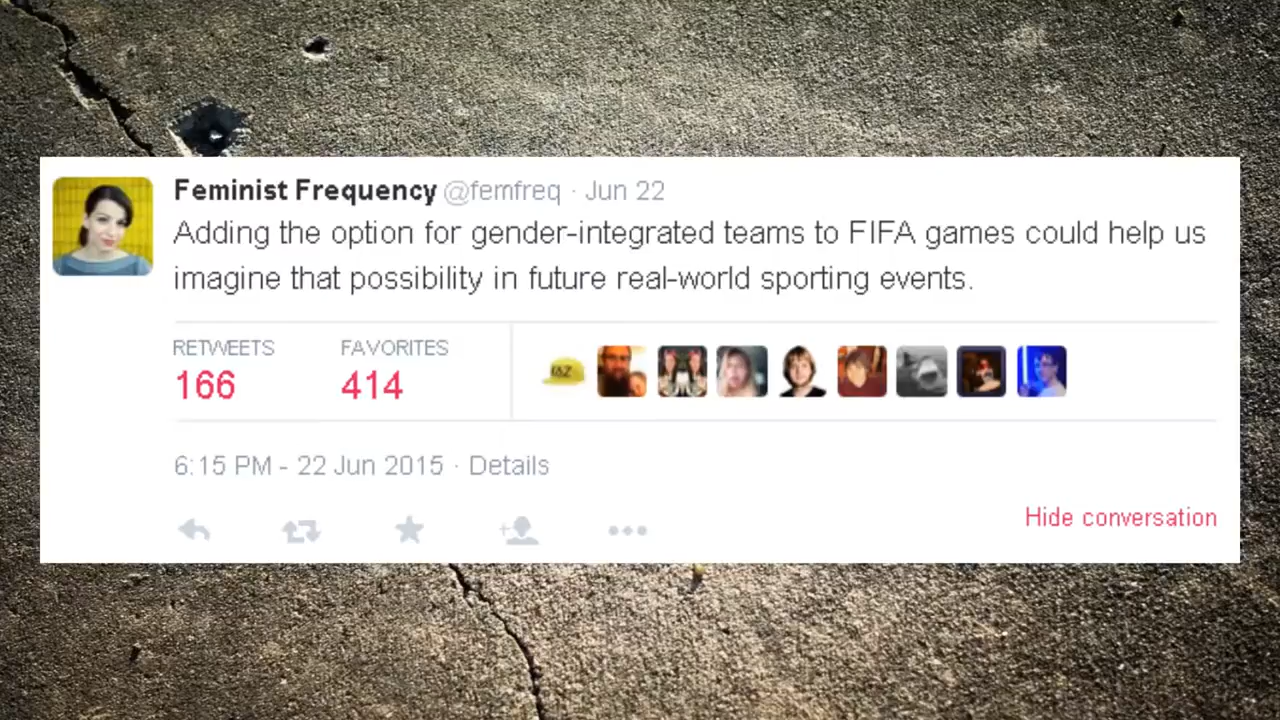 Feminist Frequency @femfreq · Jun 22
Adding the option for gender-integrated teams to FIFA games could help us
imagine that possibility in future real-world sporting events.
RETWEETS FAVORITES
166 414
6:15 PM - 22 Jun 2015 · Details
Hide conversation